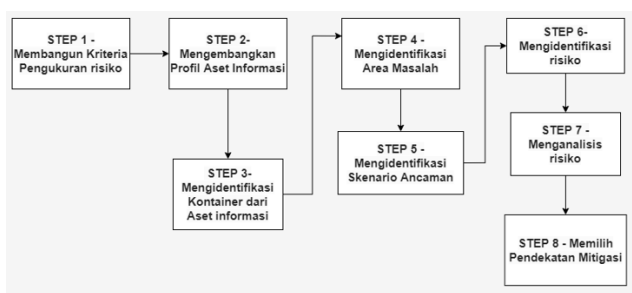 STEP 1 -
Membangun Kriteria
Pengukuran risiko
STEP 2-
Mengembangkan
Profil Aset Informasi
STEP 3-
Mengidentifikasi
Kontainer dari
Aset informasi
STEP 4 -
Mengidentifikasi
Area Masalah
STEP 5 -
Mengidentifikasi
Skenario Ancaman
STEP 6-
Mengidentifikasi
risiko
STEP 7 -
Menganalisis
risiko
STEP 8 - Memilih
Pendekatan Mitigasi